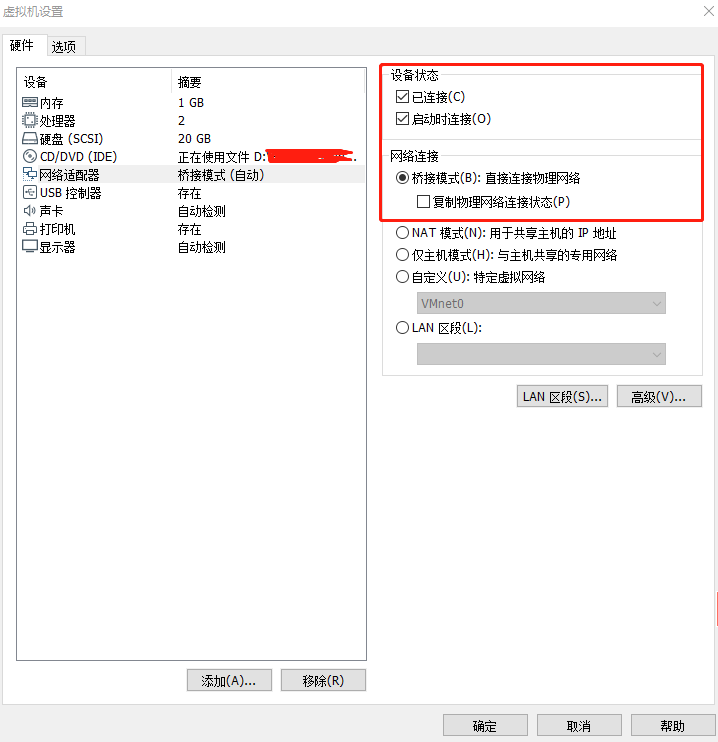 虚拟机设置
硬件 选项
设备 摘要
内存 1 GB
处理器 2
硬盘 (SCSI) 20 GB
CD/DVD (IDE) 正在使用文件 D: .
网络适配器 桥接模式 (自动)
USB 控制器 存在
声卡 自动检测
打印机 存在
显示器 自动检测
添加(A)... 移除(R)
设备状态
已连接(C)
启动时连接(O)
网络连接
桥接模式(B): 直接连接物理网络
复制物理网络连接状态(P)
NAT 模式(N): 用于共享主机的 IP 地址
仅主机模式(H): 与主机共享的专用网络
自定义(U): 特定虚拟网络
VMnet0
LAN 区段(L):
LAN 区段(S)... 高级(V)...
确定 取消 帮助